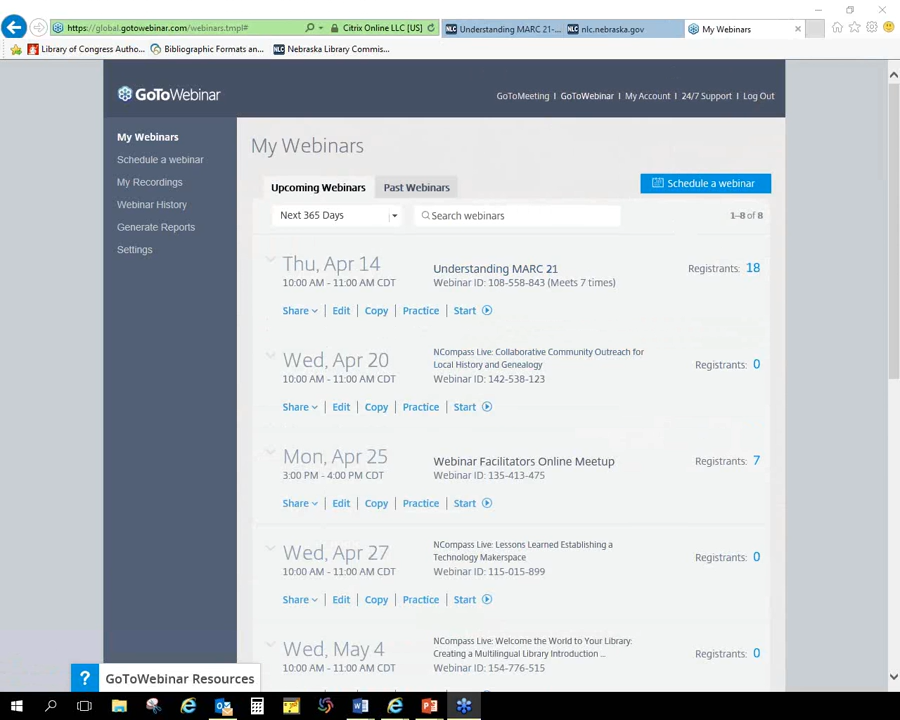 https://global.gotowebinar.com/webinars.tmpl#
Citrix Online LLC [US]
Understanding MARC 21-...
nlc.nebraska.gov
My Webinars
Library of Congress Autho...
Bibliographic Formats an...
Nebraska Library Commis...
GoToWebinar
GoToMeeting | GoToWebinar | My Account | 24/7 Support | Log Out
My Webinars
Schedule a webinar
My Recordings
Webinar History
Generate Reports
Settings
My Webinars
Upcoming Webinars
Past Webinars
Schedule a webinar
Next 365 Days
Search webinars
1–8 of 8
Thu, Apr 14
10:00 AM - 11:00 AM CDT
Understanding MARC 21
Webinar ID: 108-558-843 (Meets 7 times)
Registrants: 18
Share | Edit | Copy | Practice | Start
Wed, Apr 20
10:00 AM - 11:00 AM CDT
NCompass Live: Collaborative Community Outreach for
Local History and Genealogy
Webinar ID: 142-538-123
Registrants: 0
Share | Edit | Copy | Practice | Start
Mon, Apr 25
3:00 PM - 4:00 PM CDT
Webinar Facilitators Online Meetup
Webinar ID: 135-413-475
Registrants: 7
Share | Edit | Copy | Practice | Start
Wed, Apr 27
10:00 AM - 11:00 AM CDT
NCompass Live: Lessons Learned Establishing a
Technology Makerspace
Webinar ID: 115-015-899
Registrants: 0
Share | Edit | Copy | Practice | Start
Wed, May 4
10:00 AM - 11:00 AM CDT
NCompass Live: Welcome the World to Your Library:
Creating a Multilingual Library Introduction ...
Webinar ID: 154-776-515
Registrants: 0
? GoToWebinar Resources